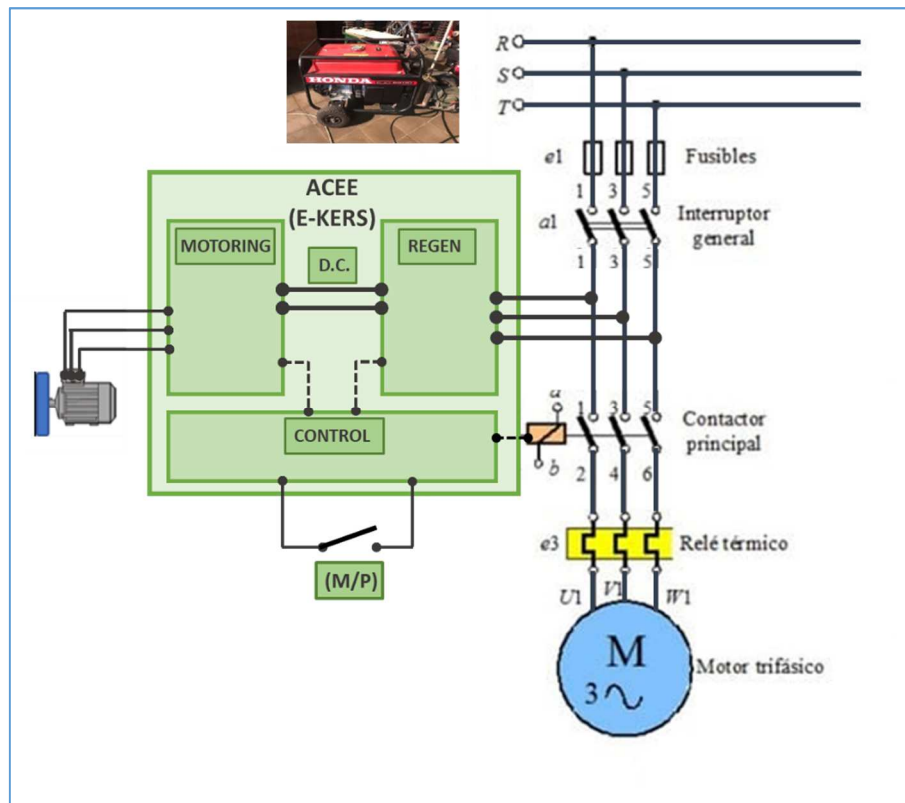 HONDA
R
S
T
e1
Fusibles
1 3 5
a1
Interruptor
general
1 3 5
ACEE
(E-KERS)
MOTORING
D.C.
REGEN
CONTROL
(M/P)
a
b
1 3 5
Contactor
principal
2 4 6
e3
Relé térmico
U1 V1 W1
M
3
Motor trifásico